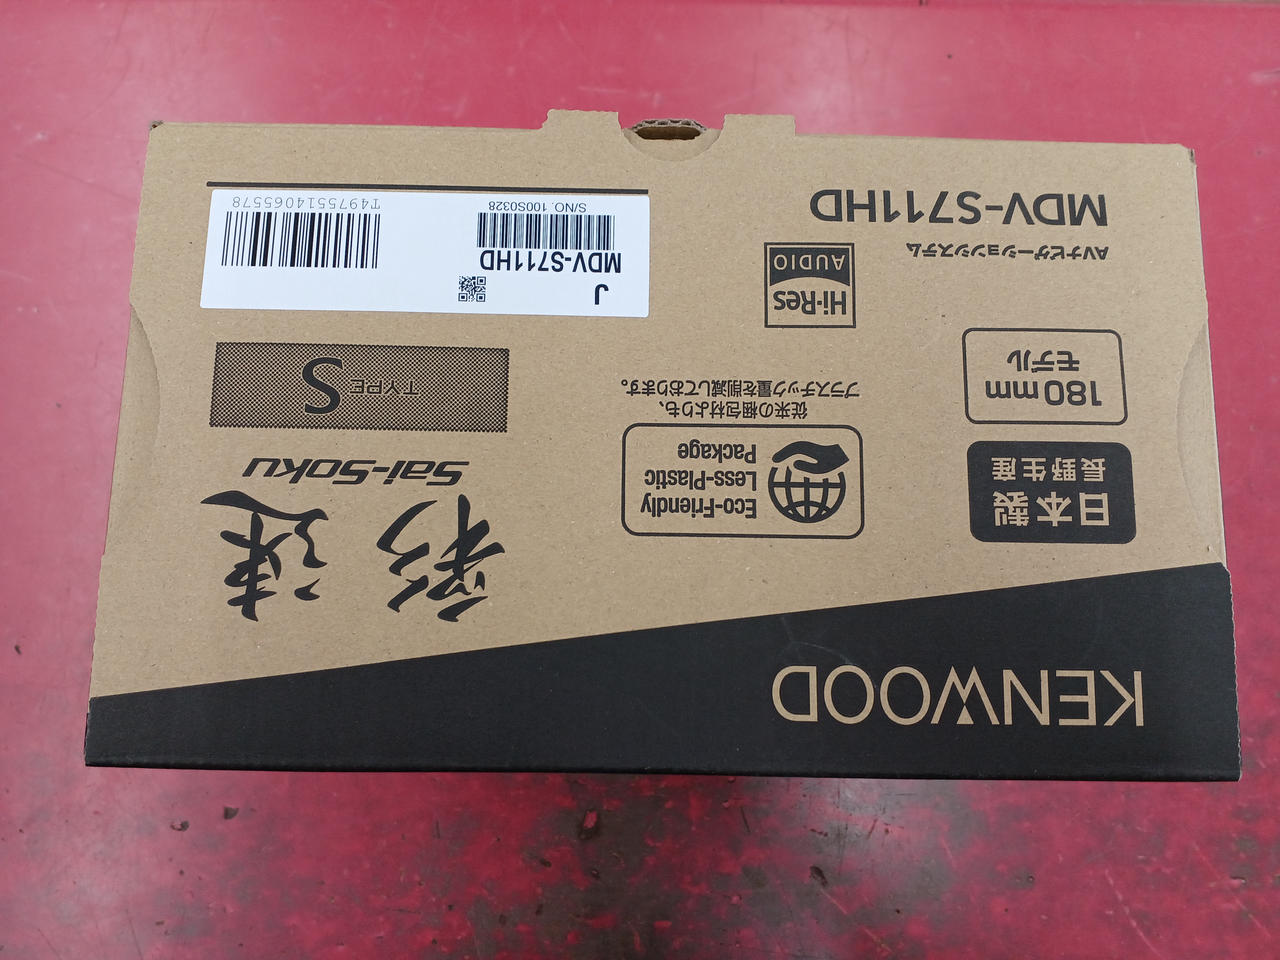 KENWOOD
日本製
長野生産
180mm
モデル
AVナビゲーションシステム
MDV-S711HD
Eco-Friendly
Less-Plastic
Package
従来の梱包材よりも、
プラスチック量を削減しております。
Hi-Res
AUDIO
彩速
Sai-Soku
TYPE S
J
MDV-S711HD
S/NO. 100S0328
T4975514065578